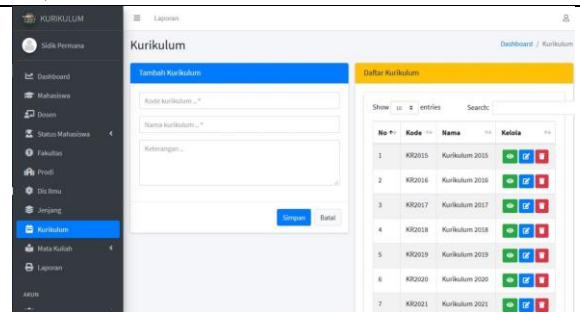 KURIKULUM
Laporan
Sidik Permana
Kurikulum
Dashboard / Kurikulum
Dashboard
Mahasiswa
Dosen
Status Mahasiswa
Fakultas
Prodi
Dis Ilmu
Jenjang
Kurikulum
Mata Kuliah
Laporan
AKUN
Tambah Kurikulum
Kode kurikulum .. *
Nama kurikulum .. *
Keterangan ..
Simpan Batal
Daftar Kurikulum
Show 10 entries Search:
No Kode Nama Kelola
1 KR2015 Kurikulum 2015
2 KR2016 Kurikulum 2016
3 KR2017 Kurikulum 2017
4 KR2018 Kurikulum 2018
5 KR2019 Kurikulum 2019
6 KR2020 Kurikulum 2020
7 KR2021 Kurikulum 2021